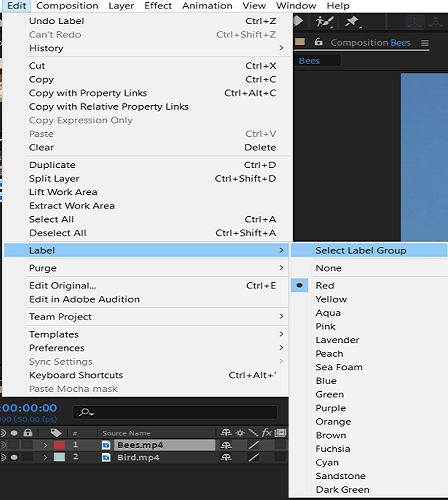 Edit Composition Layer Effect Animation View Window Help
Undo Label Ctrl+Z
Can't Redo Ctrl+Shift+Z
History >
Composition Bees
Cut Ctrl+X
Bees
Copy Ctrl+C
Copy with Property Links Ctrl+Alt+C
Copy with Relative Property Links
Copy Expression Only
Paste Ctrl+V
Clear Delete
Duplicate Ctrl+D
Split Layer Ctrl+Shift+D
Lift Work Area
Extract Work Area
Select All Ctrl+A
Deselect All Ctrl+Shift+A
Label >
Purge >
Edit Original... Ctrl+E
Edit in Adobe Audition
Team Project >
Templates >
Preferences >
Sync Settings >
Keyboard Shortcuts Ctrl+Alt+'
Paste Mocha mask
Select Label Group
None
Red
Yellow
Aqua
Pink
Lavender
Peach
Sea Foam
Blue
Green
Purple
Orange
Brown
Fuchsia
Cyan
Sandstone
Dark Green
:00:00:00
000 (50.00 fps)
# Source Name fx
1 Bees.mp4
2 Bird.mp4